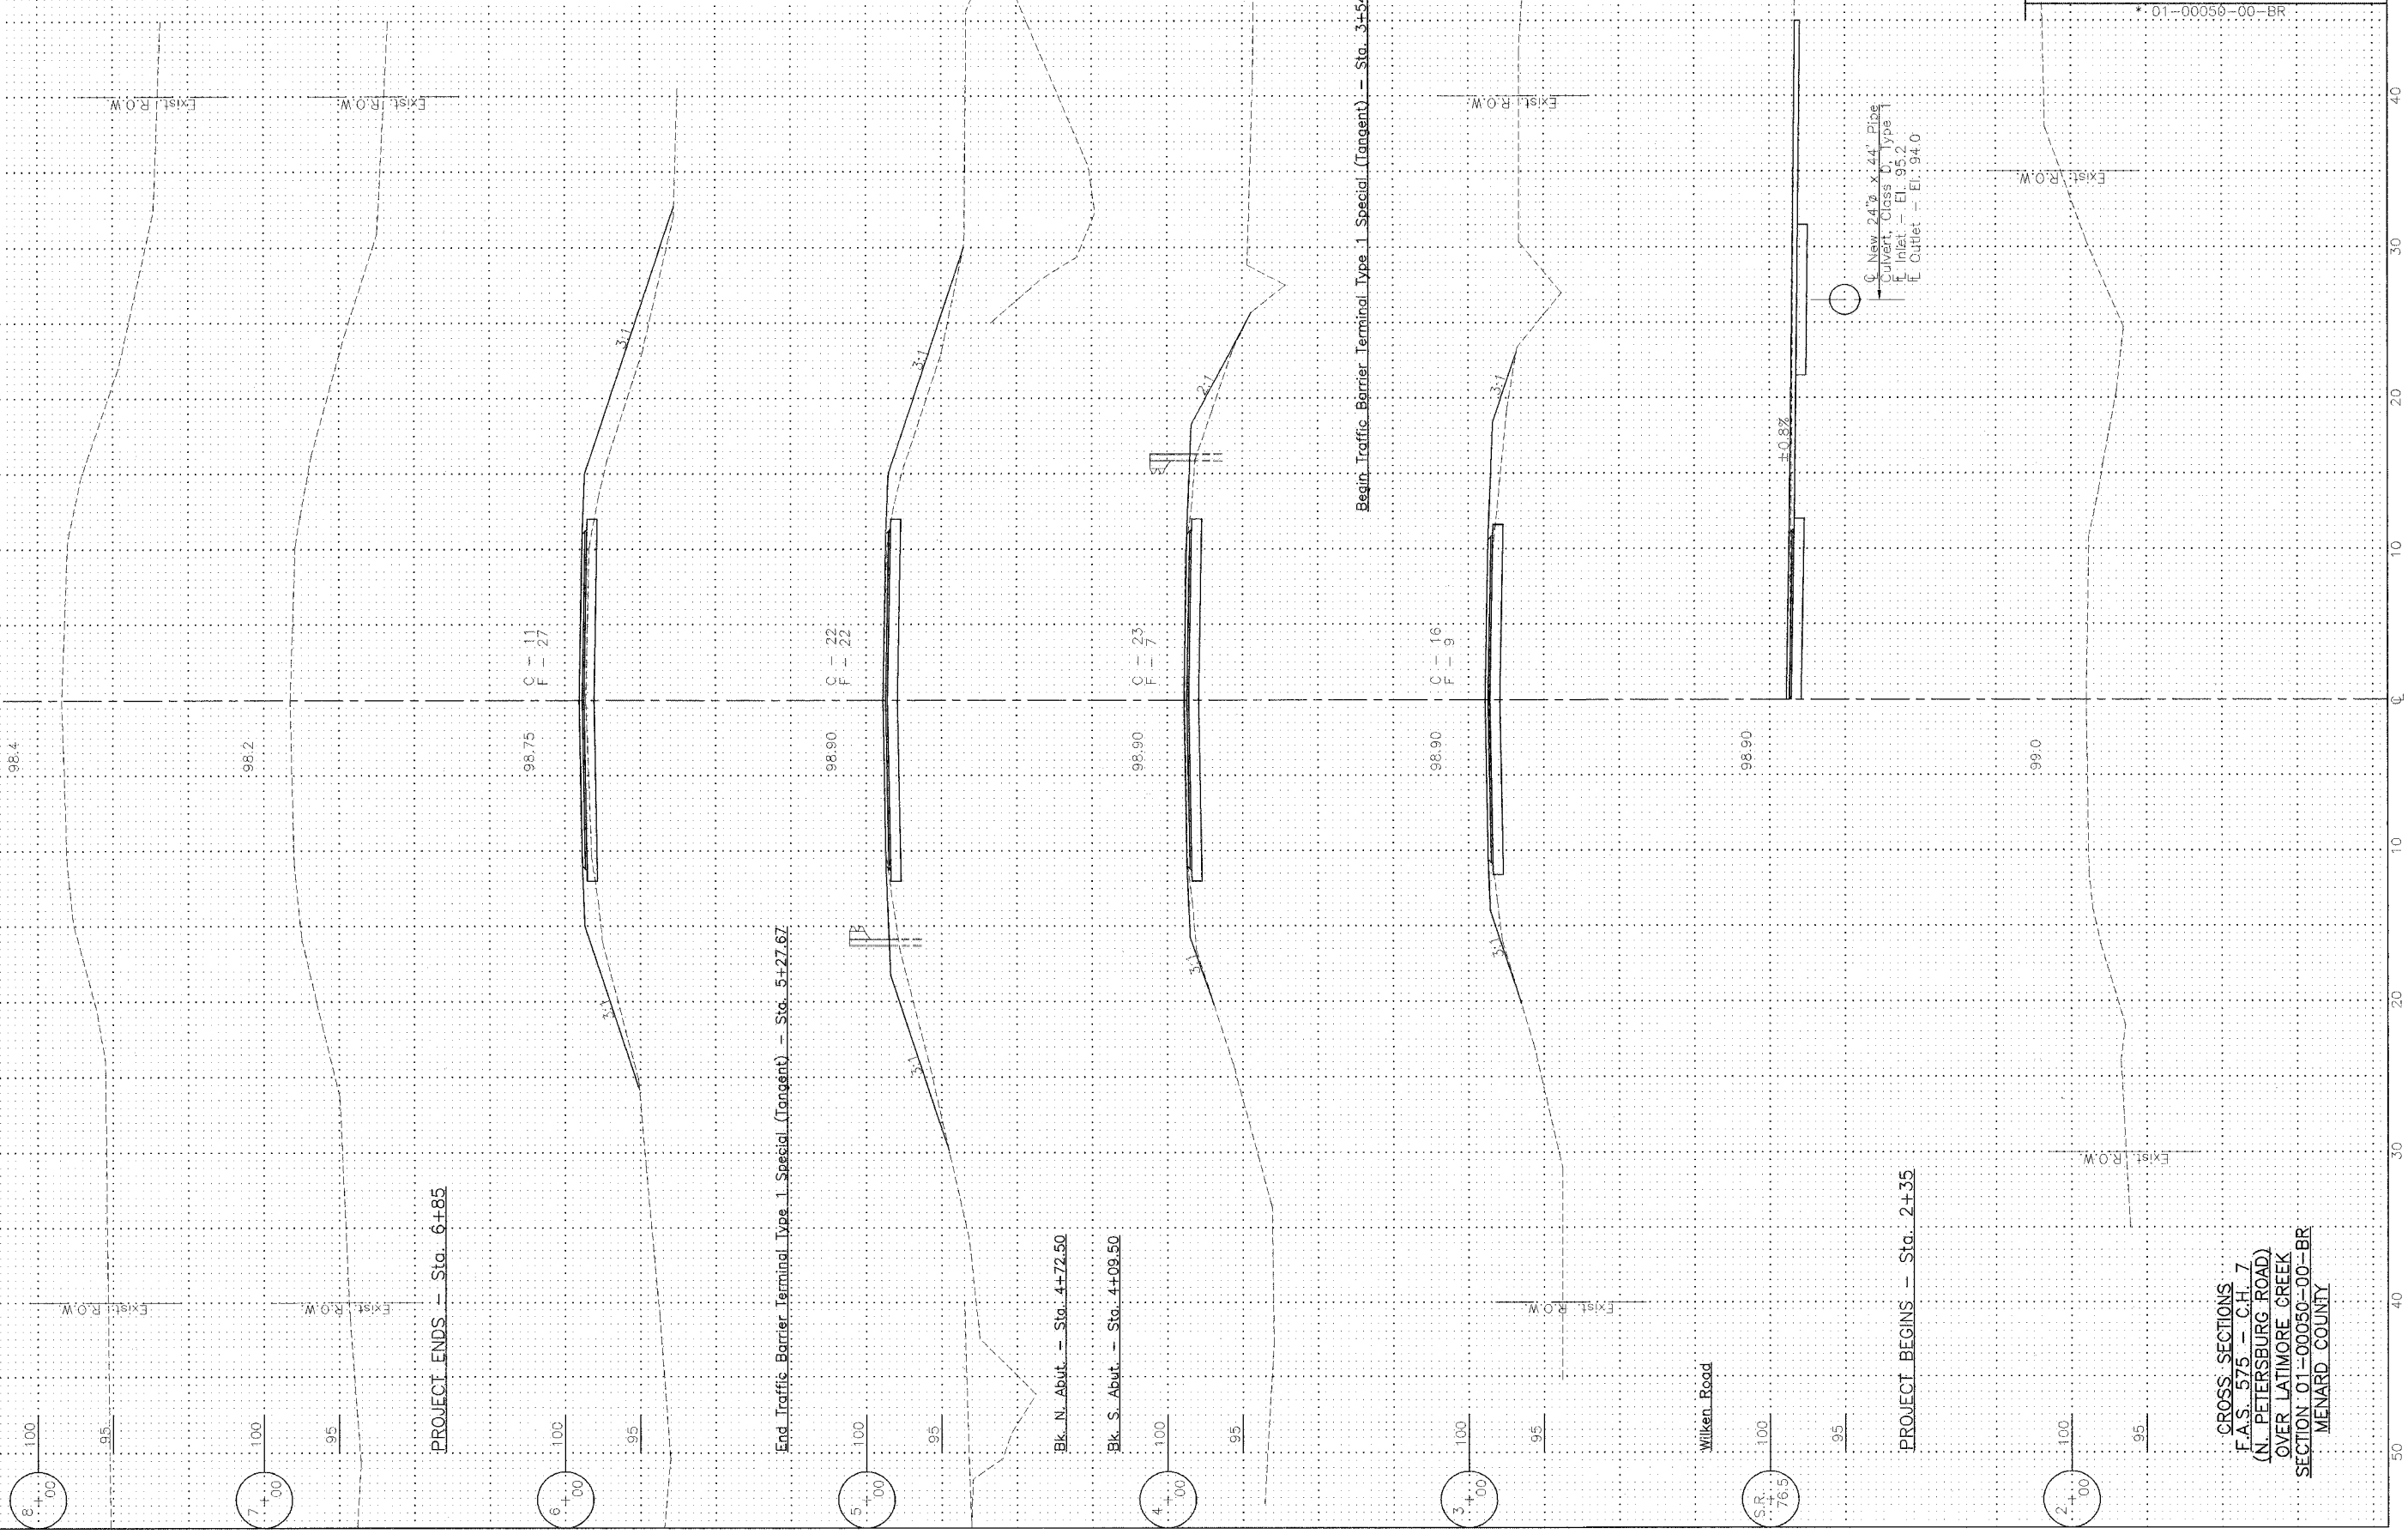 98.4
8+00
100
95
Exist. R.O.W.
Exist. R.O.W.
98.2
7+00
100
95
Exist. R.O.W.
Exist. R.O.W.
PROJECT ENDS - Sta. 6+85
98.75
C - 11
F - 27
6+00
100
95
3:1
3:1
End Traffic Barrier Terminal Type 1 Special (Tangent) - Sta. 5+27.67
98.90
C - 22
F - 22
5+00
100
95
3:1
3:1
Bk. N. Abut. - Sta. 4+72.50
Bk. S. Abut. - Sta. 4+09.50
98.90
C - 23
F - 7
4+00
100
95
3:1
2:1
Begin Traffic Barrier Terminal Type 1 Special (Tangent) - Sta. 3+54
98.90
C - 16
F - 9
3+00
100
95
3:1
3:1
Exist. R.O.W.
Exist. R.O.W.
Wilken Road
98.90
S.R.
+76.5
100
95
±0.8%
℄ New 24"ø x 44' Pipe
Culvert, Class D, Type 1
FL Inlet - El. 95.2
FL Outlet - El. 94.0
PROJECT BEGINS - Sta. 2+35
99.0
2+00
100
95
Exist. R.O.W.
Exist. R.O.W.
CROSS SECTIONS
F.A.S. 575 - C.H. 7
(N. PETERSBURG ROAD)
OVER LATIMORE CREEK
SECTION 01-00050-00-BR
MENARD COUNTY
* 01-00050-00-BR
50 40 30 20 10 ℄ 10 20 30 40